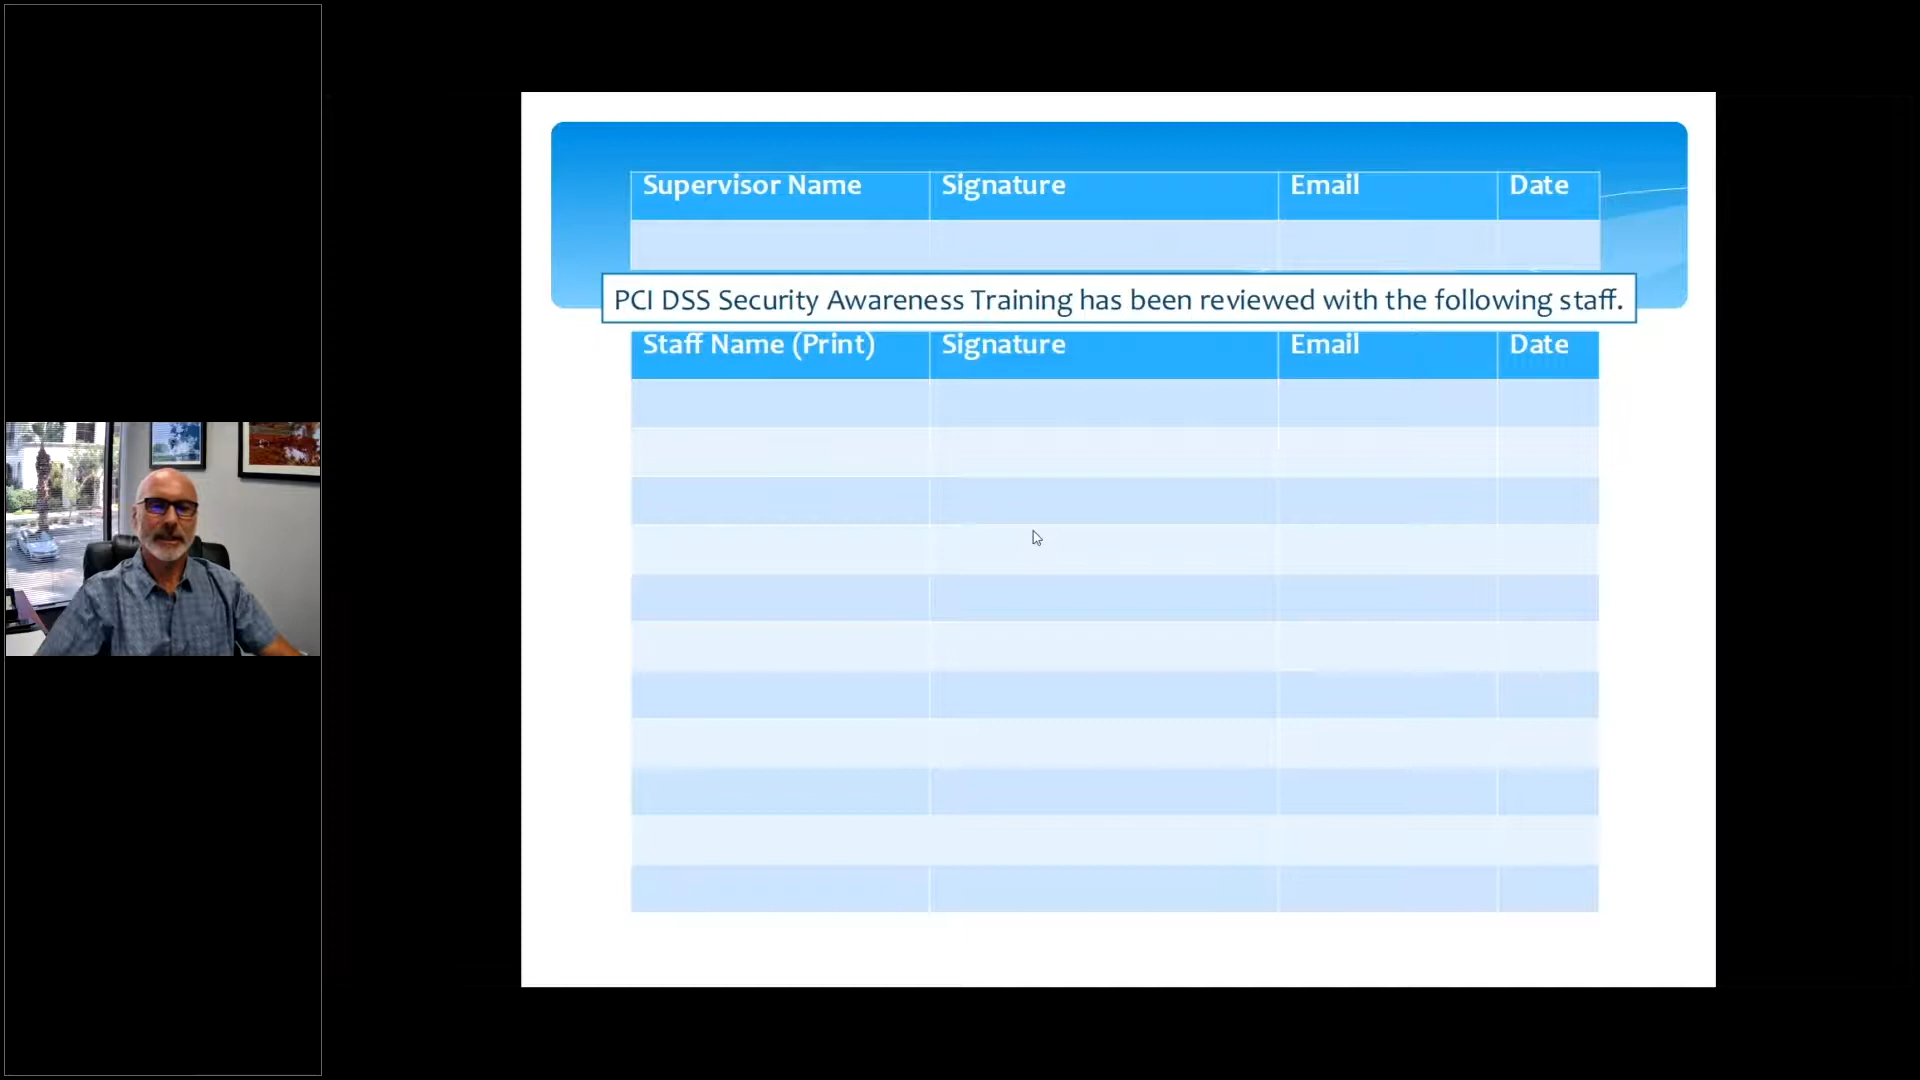 Supervisor Name Signature Email Date
PCI DSS Security Awareness Training has been reviewed with the following staff.
Staff Name (Print) Signature Email Date